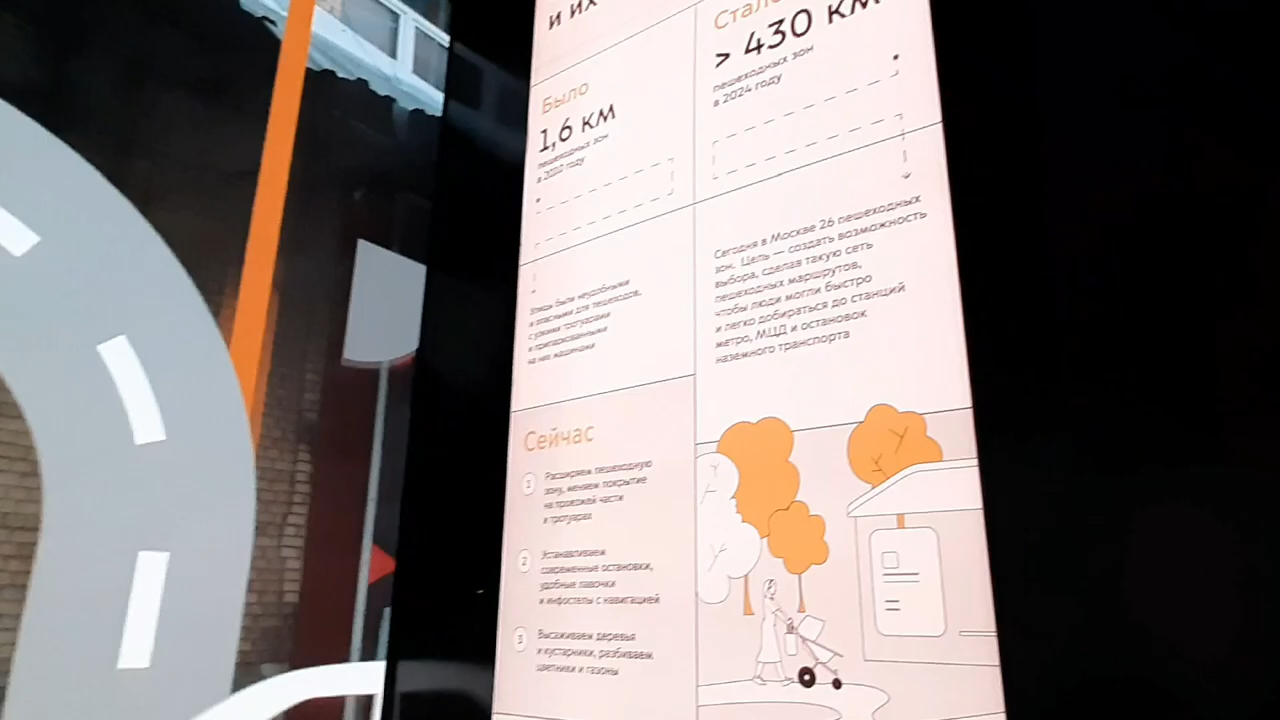 и их
Было
1,6 км
пешеходных зон
в 2010 году
Улицы были неудобными
и опасными для пешеходов,
с узкими тротуарами
и припаркованными
на них машинами
Сейчас
1 Расширяем пешеходную
зону, меняем покрытие
на проезжей части
и тротуарах
2 Устанавливаем
современные остановки,
удобные лавочки
и инфостелы с навигацией
3 Высаживаем деревья
и кустарники, разбиваем
цветники и газоны
Стало
> 430 км
пешеходных зон
в 2024 году
Сегодня в Москве 26 пешеходных
зон. Цель — создать возможность
выбора, сделав такую сеть
пешеходных маршрутов,
чтобы люди могли быстро
и легко добираться до станций
метро, МЦД и остановок
наземного транспорта